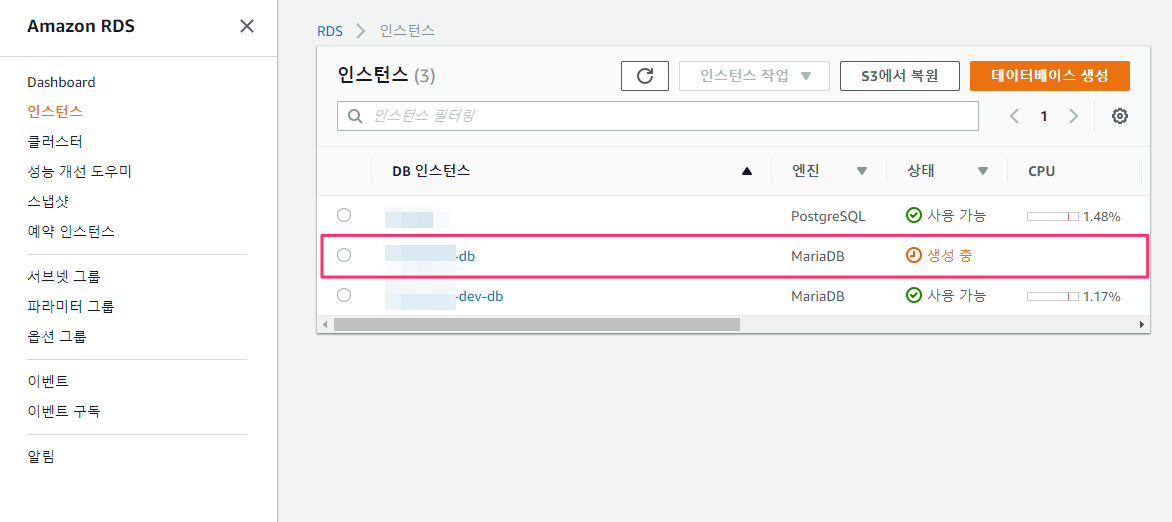 Amazon RDS
Dashboard
인스턴스
클러스터
성능 개선 도우미
스냅샷
예약 인스턴스
서브넷 그룹
파라미터 그룹
옵션 그룹
이벤트
이벤트 구독
알림
RDS 인스턴스
인스턴스 (3) 인스턴스 작업 S3에서 복원 데이터베이스 생성
인스턴스 필터링 1
DB 인스턴스 엔진 상태 CPU
PostgreSQL 사용 가능 1.48%
-db MariaDB 생성 중
-dev-db MariaDB 사용 가능 1.17%